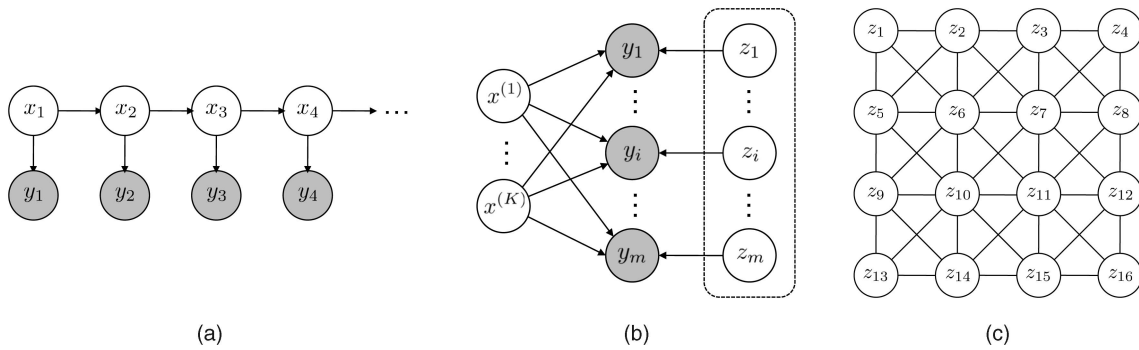 x₁ x₂ x₃ x₄ ...
y₁ y₂ y₃ y₄
(a)
y₁ z₁
x⁽¹⁾
yᵢ zᵢ
x⁽ᴷ⁾
yₘ zₘ
(b)
z₁ z₂ z₃ z₄
z₅ z₆ z₇ z₈
z₉ z₁₀ z₁₁ z₁₂
z₁₃ z₁₄ z₁₅ z₁₆
(c)